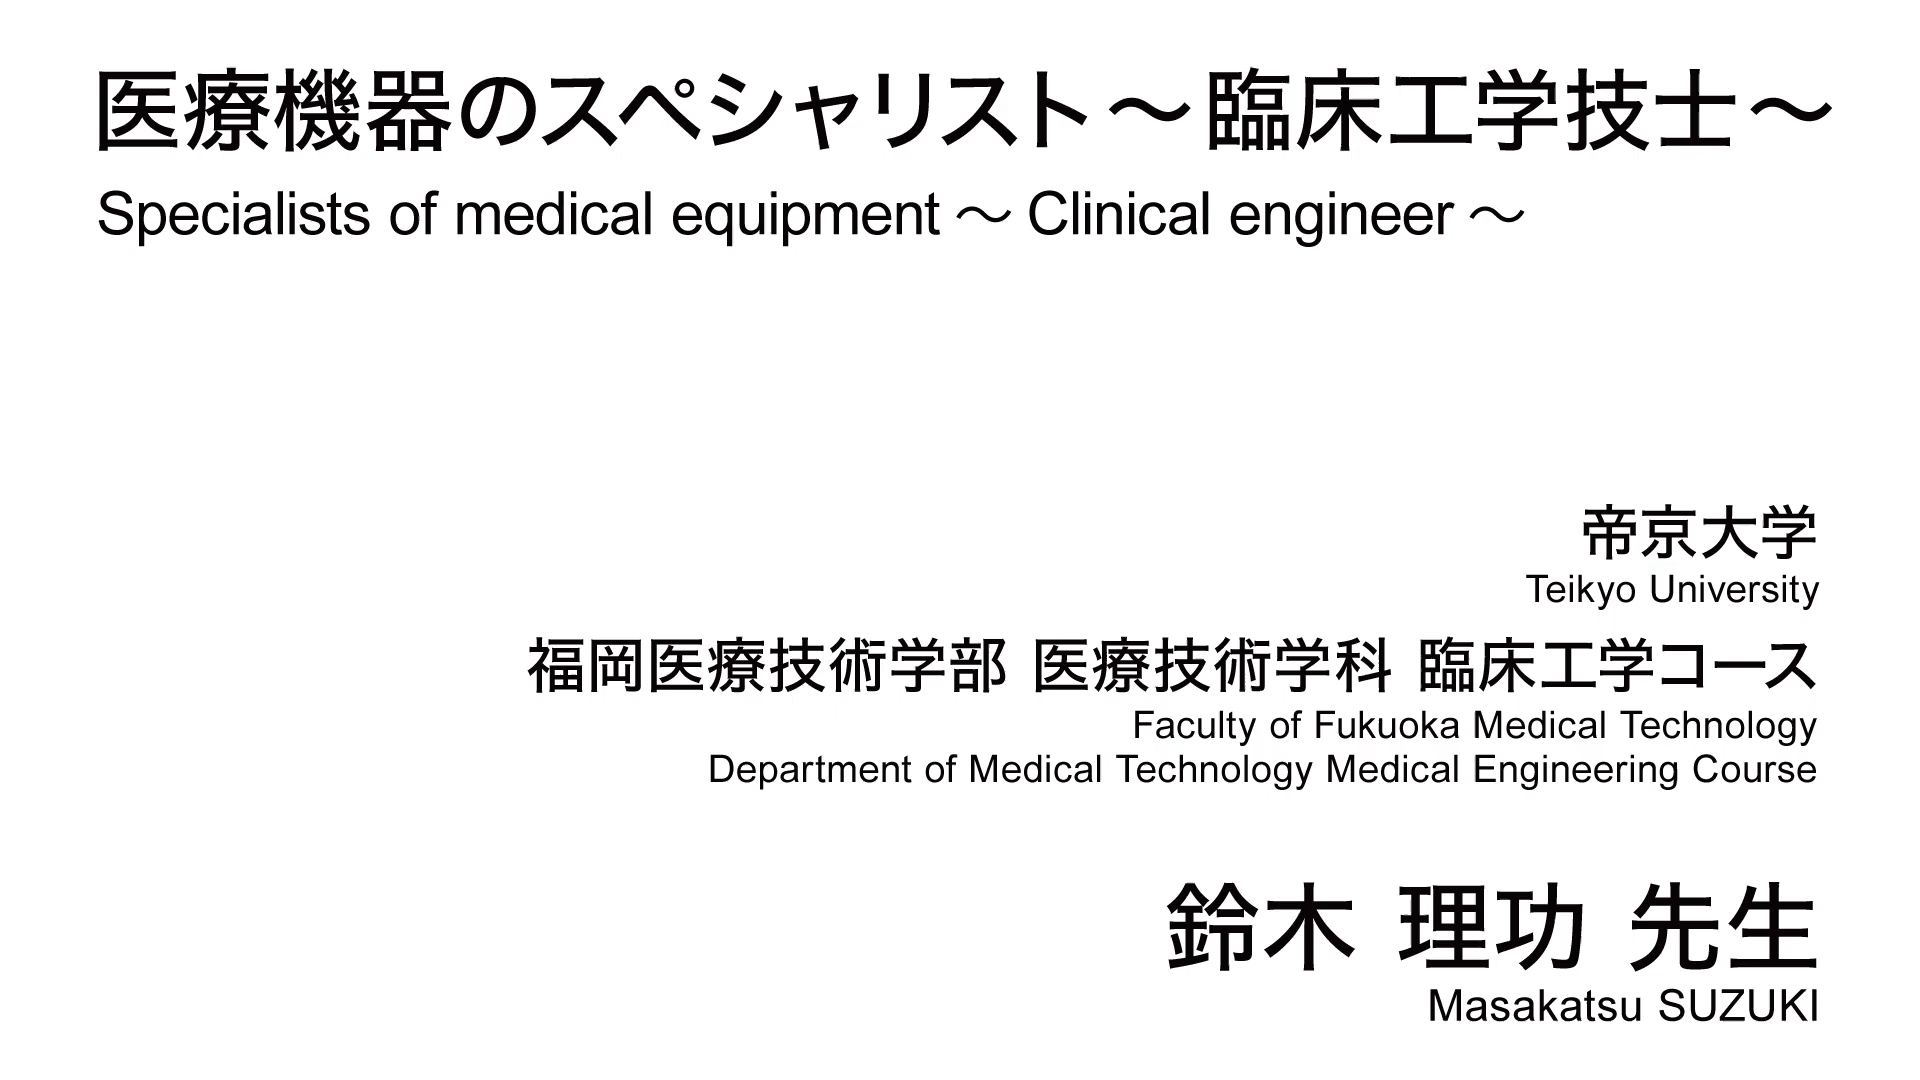 医療機器のスペシャリスト～臨床工学技士～
Specialists of medical equipment～Clinical engineer～
帝京大学
Teikyo University
福岡医療技術学部 医療技術学科 臨床工学コース
Faculty of Fukuoka Medical Technology
Department of Medical Technology Medical Engineering Course
鈴木 理功 先生
Masakatsu SUZUKI